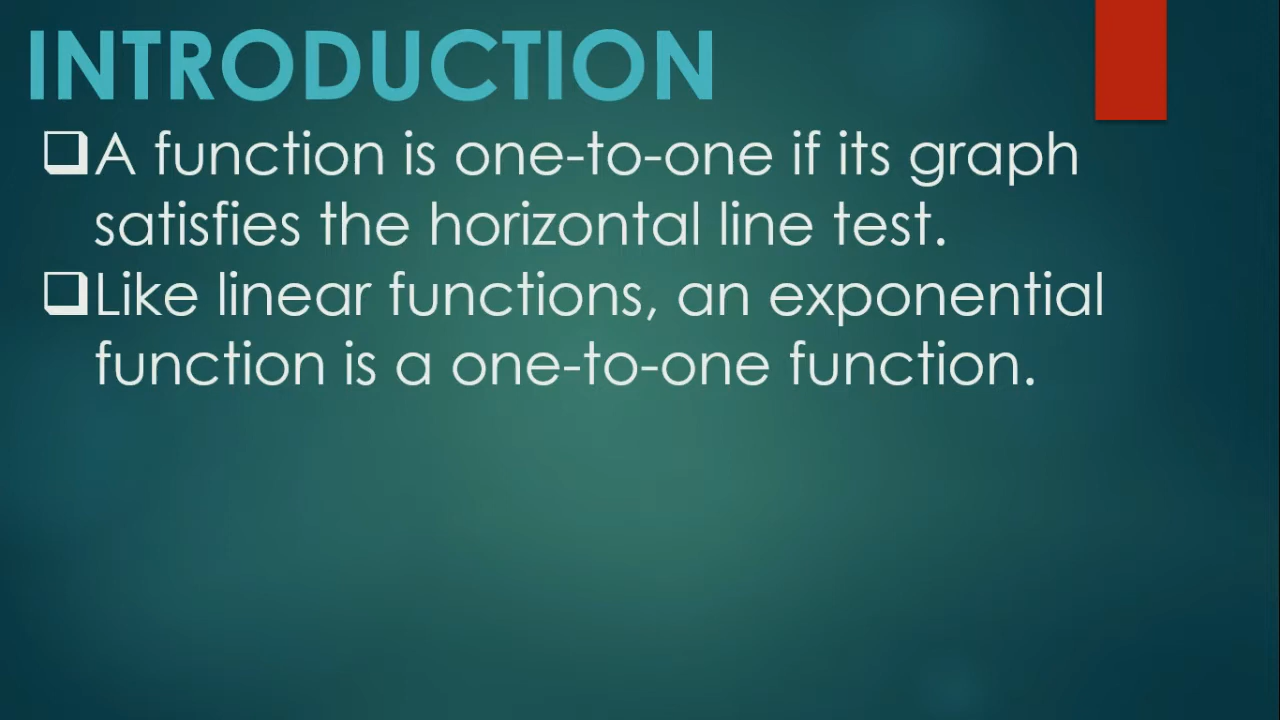 INTRODUCTION
❑A function is one-to-one if its graph
satisfies the horizontal line test.
❑Like linear functions, an exponential
function is a one-to-one function.